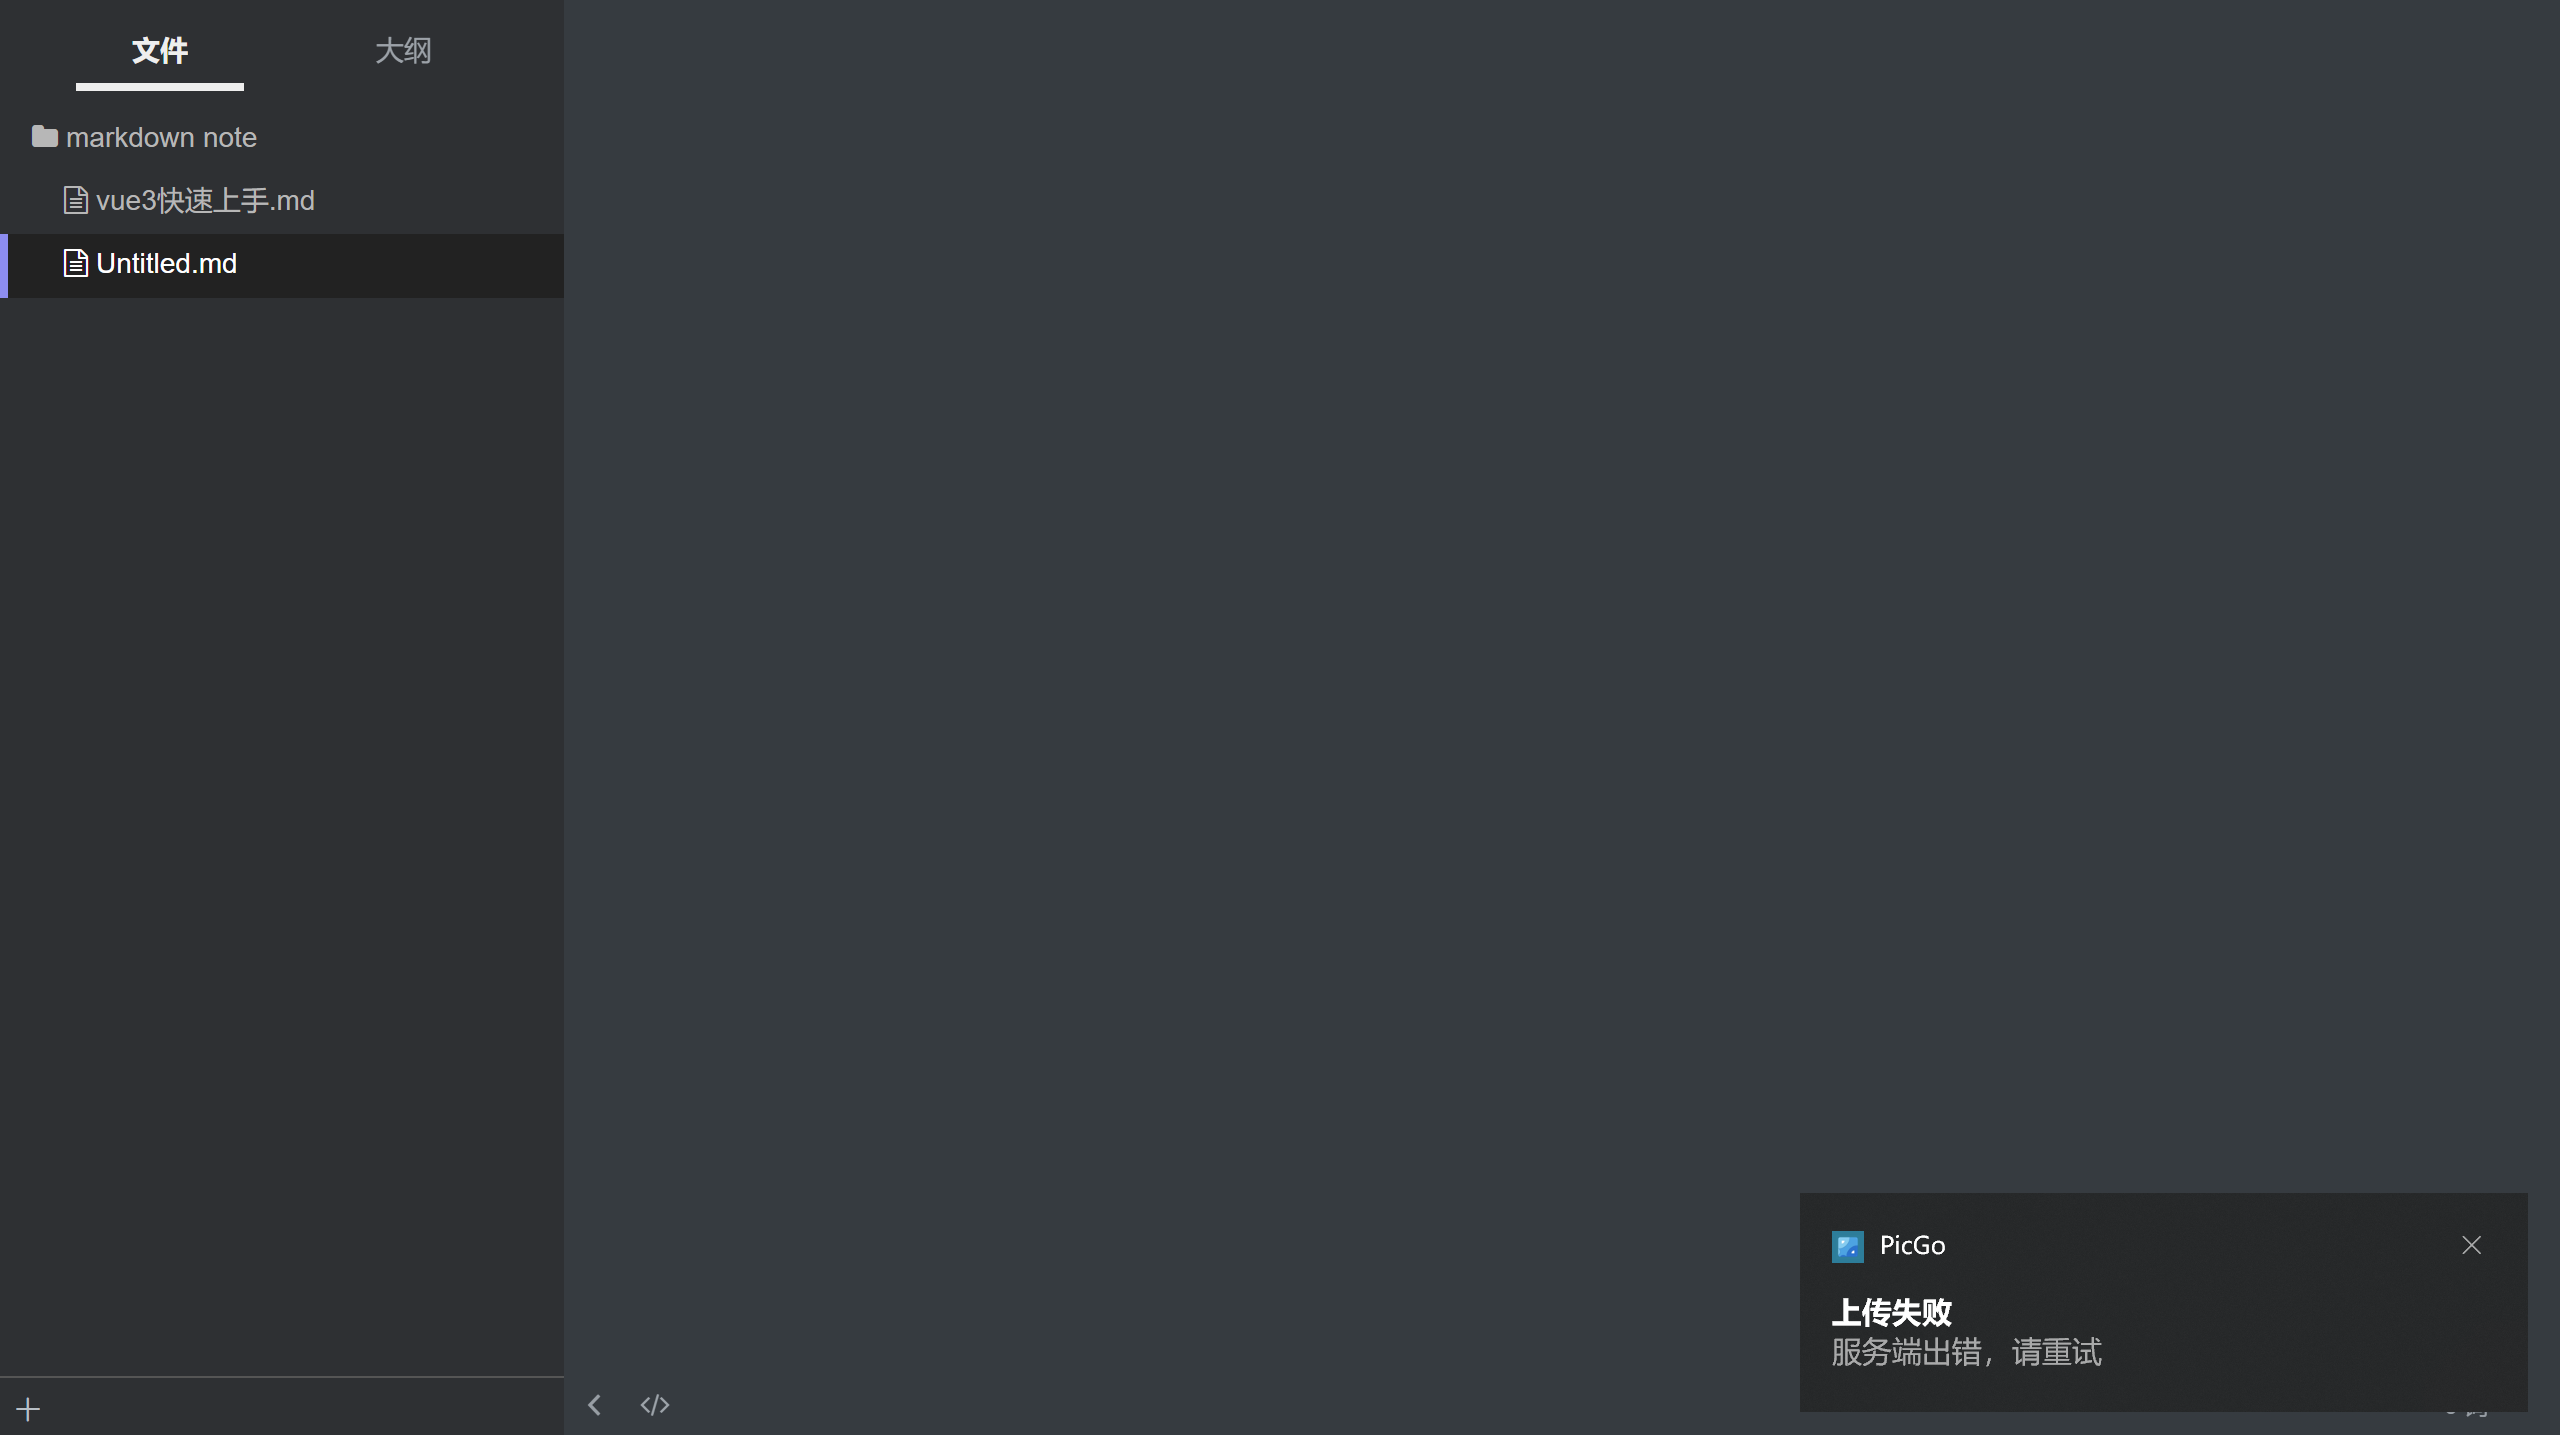 文件
大纲
markdown note
vue3快速上手.md
Untitled.md
PicGo
上传失败
服务端出错，请重试